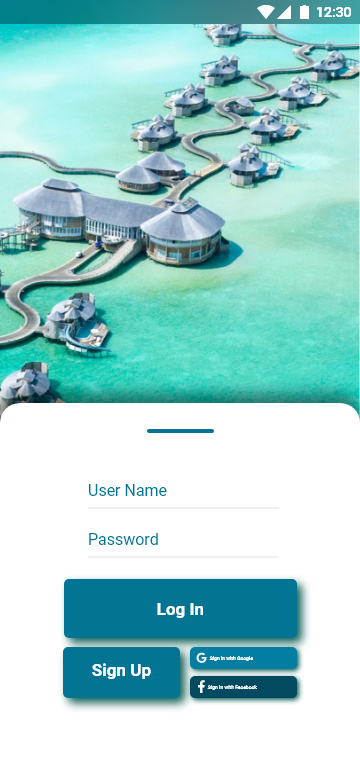 12:30
User Name
Password
Log In
Sign Up
Sign in with Google
Sign in with Facebook